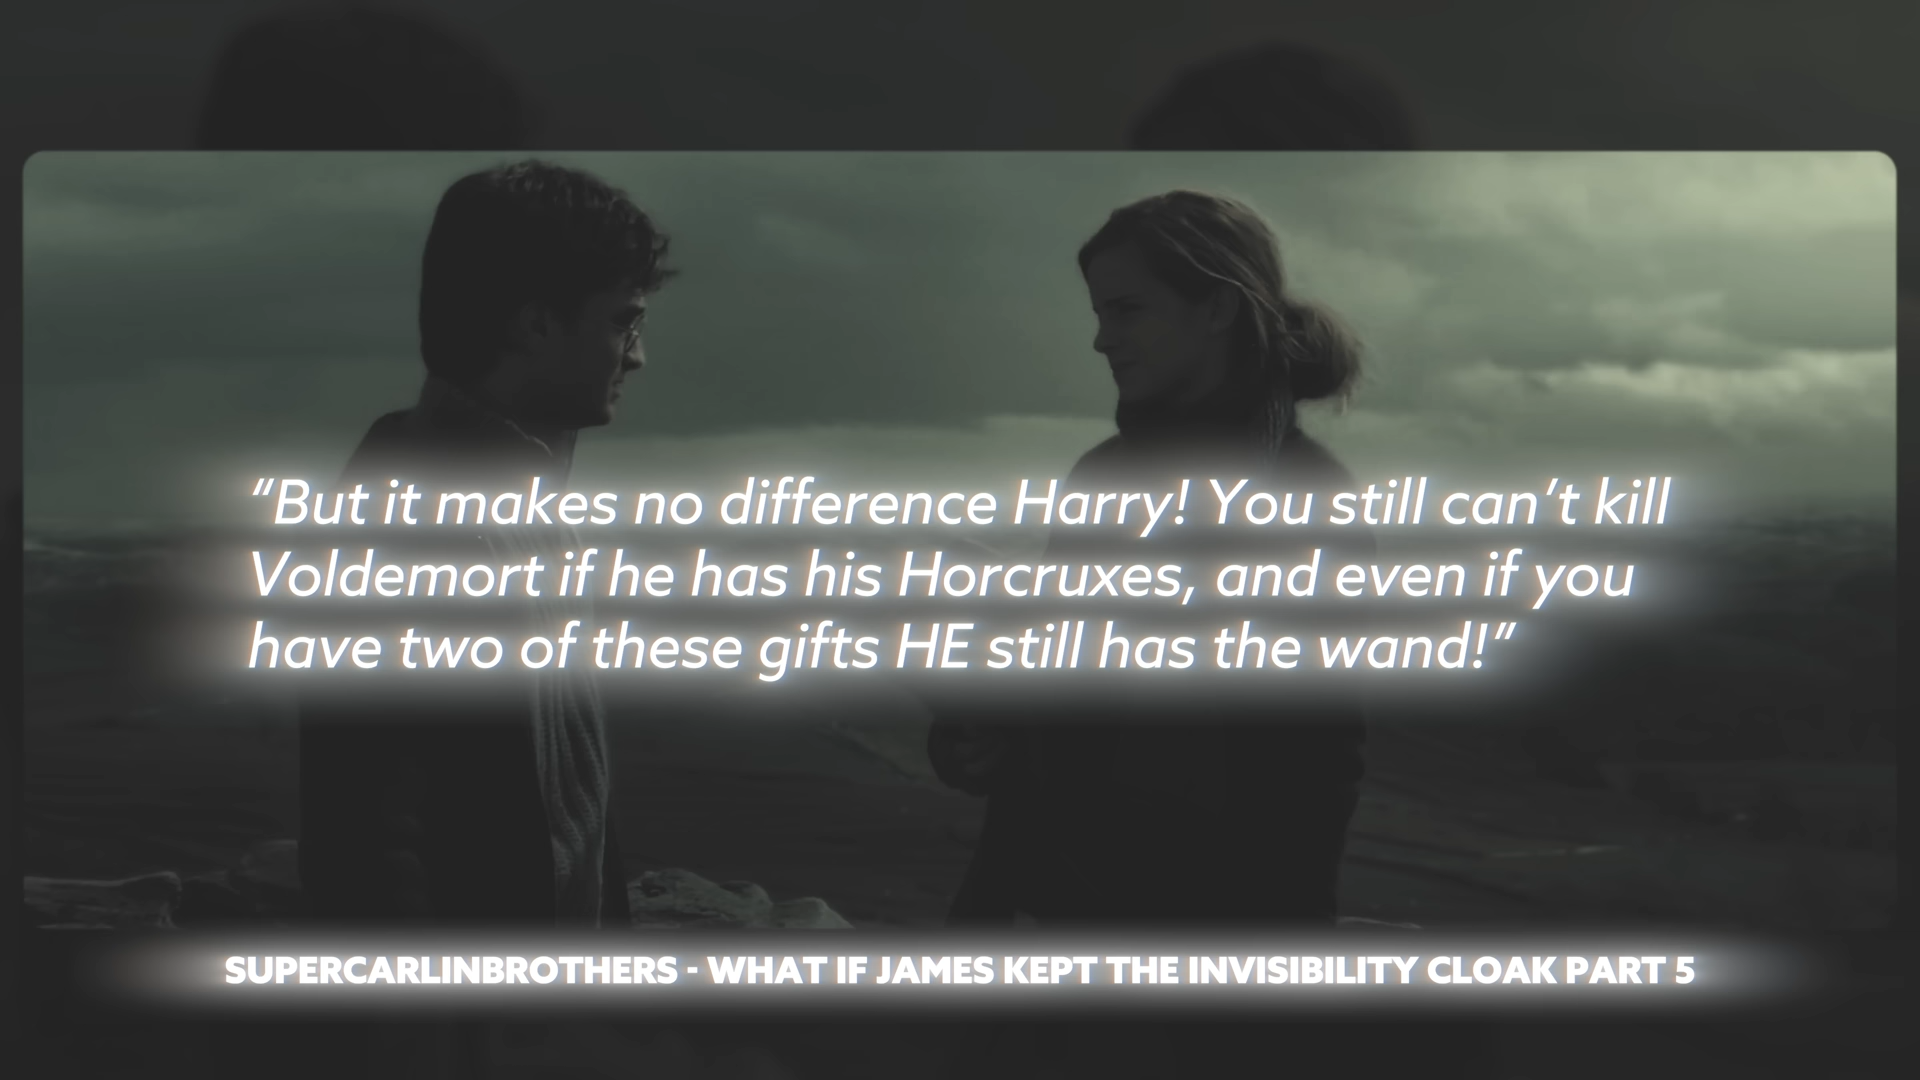 “But it makes no difference Harry! You still can’t kill
Voldemort if he has his Horcruxes, and even if you
have two of these gifts HE still has the wand!”
SUPERCARLINBROTHERS - WHAT IF JAMES KEPT THE INVISIBILITY CLOAK PART 5